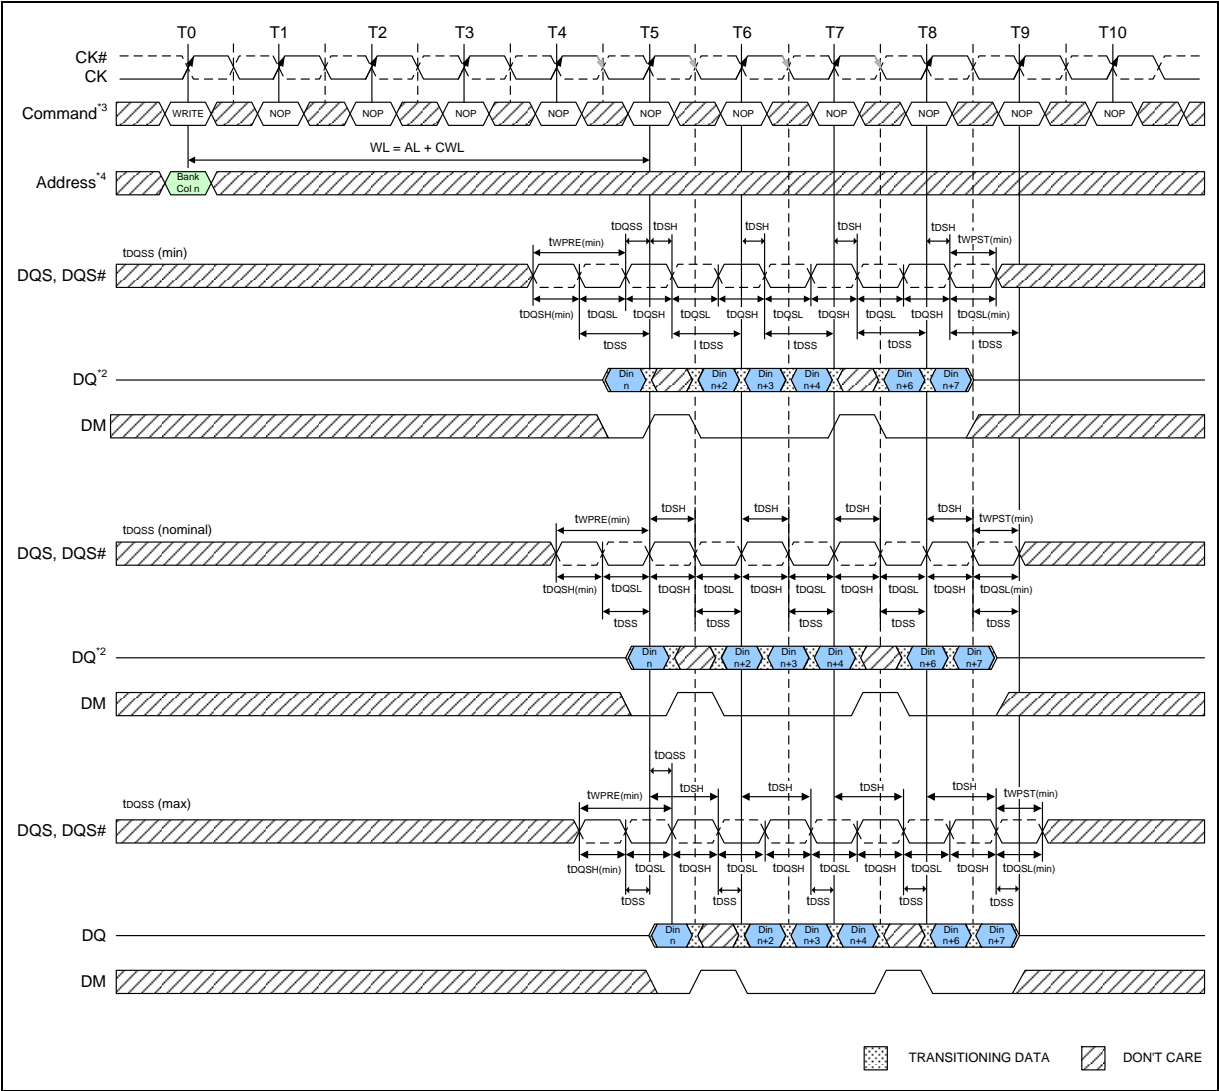 T0 T1 T2 T3 T4 T5 T6 T7 T8 T9 T10
CK#
CK
Command*3 WRITE NOP NOP NOP NOP NOP NOP NOP NOP NOP NOP
WL = AL + CWL
Address*4 Bank Col n
tDQSS tDSH tDSH tDSH tDSH
tDQSS (min) tWPRE(min) tWPST(min)
DQS, DQS#
tDQSH(min) tDQSL tDQSH tDQSL tDQSH tDQSL tDQSH tDQSL tDQSH tDQSL(min)
tDSS tDSS tDSS tDSS tDSS
DQ*2 Din n Din n+2 Din n+3 Din n+4 Din n+6 Din n+7
DM
tDSH tDSH tDSH tDSH
tDQSS (nominal) tWPRE(min) tWPST(min)
DQS, DQS#
tDQSH(min) tDQSL tDQSH tDQSL tDQSH tDQSL tDQSH tDQSL tDQSH tDQSL(min)
tDSS tDSS tDSS tDSS tDSS
DQ*2 Din n Din n+2 Din n+3 Din n+4 Din n+6 Din n+7
DM
tDQSS
tDQSS (max) tWPRE(min) tDSH tDSH tDSH tDSH tWPST(min)
DQS, DQS#
tDQSH(min) tDQSL tDQSH tDQSL tDQSH tDQSL tDQSH tDQSL tDQSH tDQSL(min)
tDSS tDSS tDSS tDSS tDSS
DQ Din n Din n+2 Din n+3 Din n+4 Din n+6 Din n+7
DM
TRANSITIONING DATA DON'T CARE